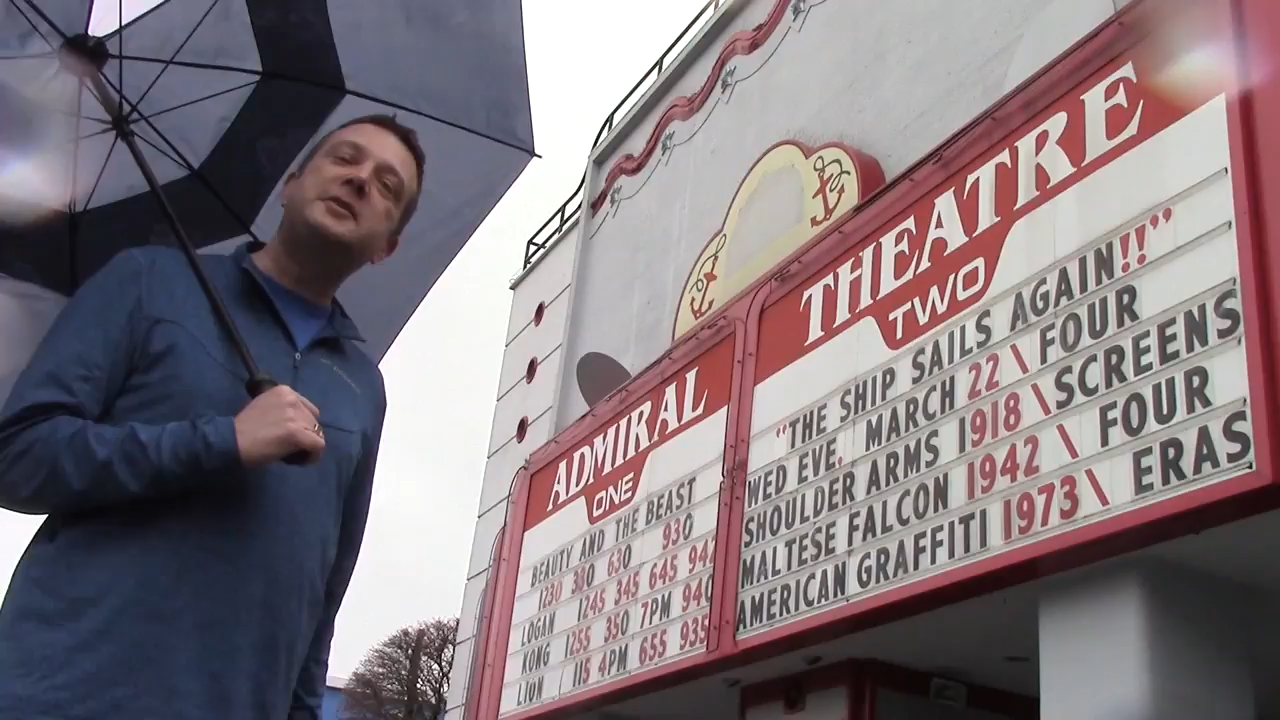 ADMIRAL
ONE
BEAUTY AND THE BEAST
1230 330 630 930
LOGAN 1245 345 645 942
KONG 1255 350 7PM 940
LION 115 4PM 655 935
THEATRE
TWO
"THE SHIP SAILS AGAIN!!"
WED EVE. MARCH 22 \ FOUR
SHOULDER ARMS 1918 \ SCREENS
MALTESE FALCON 1942 \ FOUR
AMERICAN GRAFFITI 1973 \ ERAS